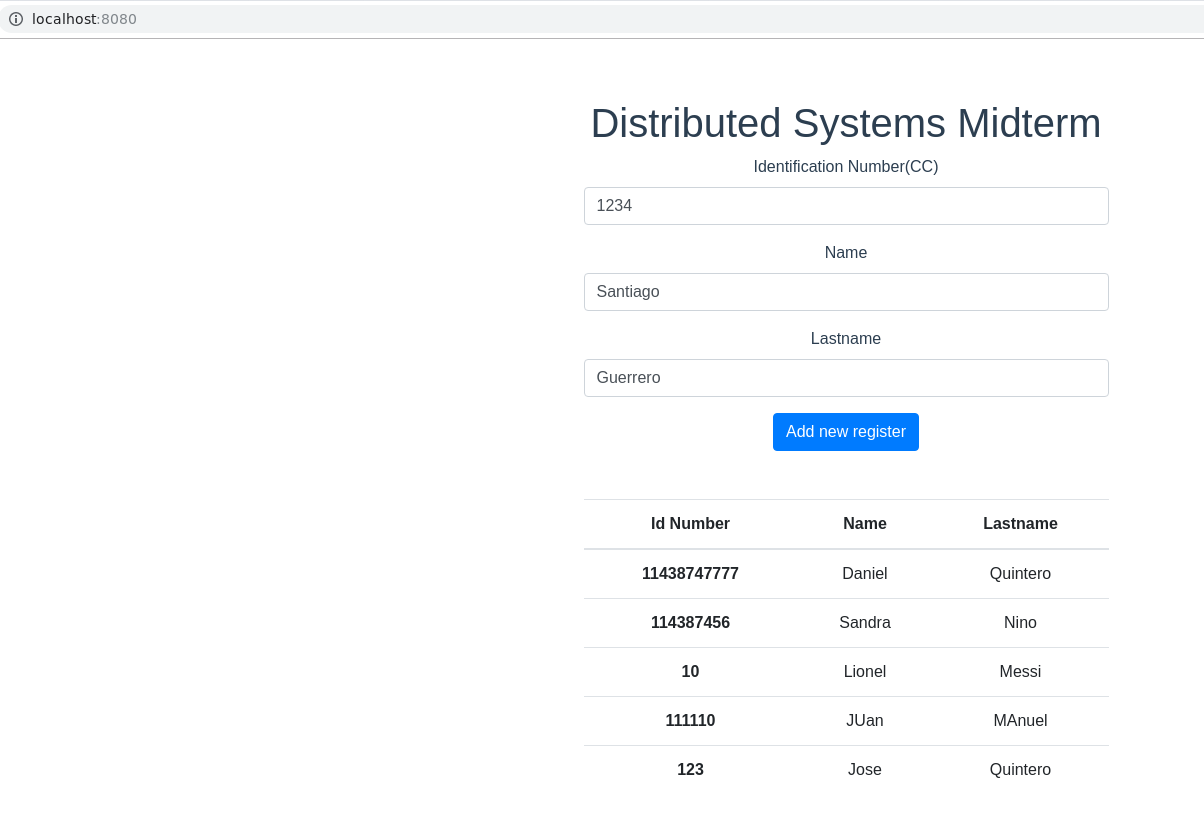 localhost:8080
Distributed Systems Midterm
Identification Number(CC)
1234
Name
Santiago
Lastname
Guerrero
Add new register
Id Number Name Lastname
11438747777 Daniel Quintero
114387456 Sandra Nino
10 Lionel Messi
111110 JUan MAnuel
123 Jose Quintero